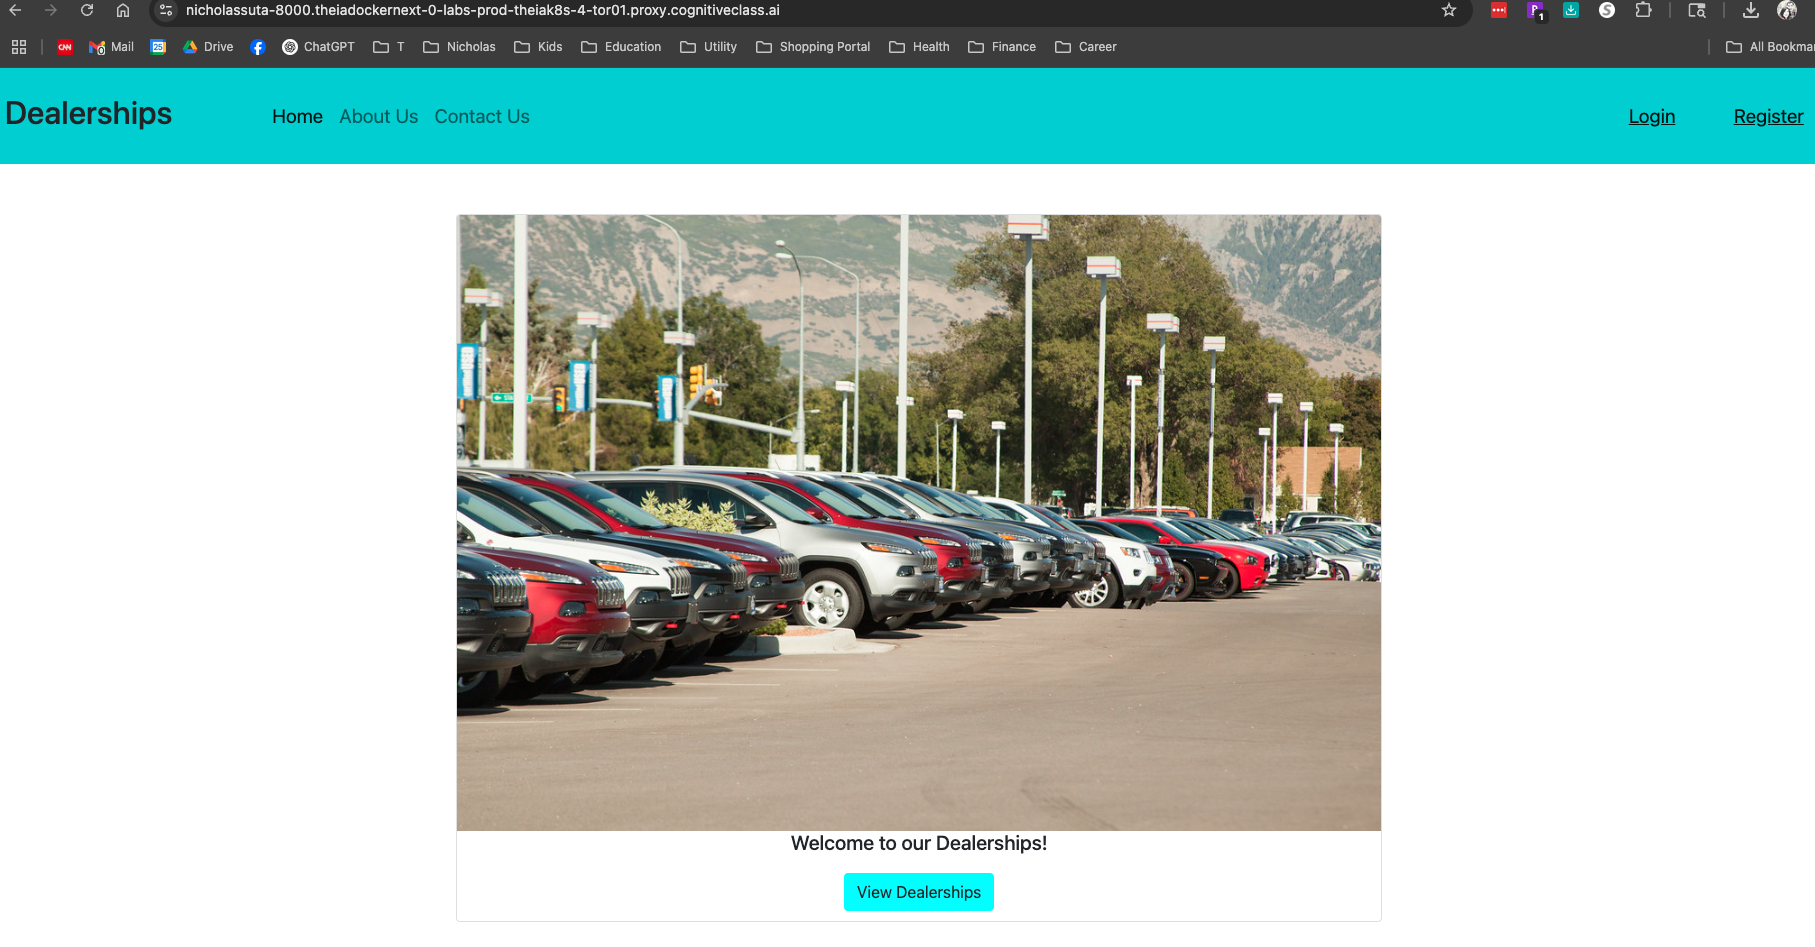 nicholassuta-8000.theiadockernext-0-labs-prod-theiak8s-4-tor01.proxy.cognitiveclass.ai
1
CNN Mail 25 Drive ChatGPT T Nicholas Kids Education Utility Shopping Portal Health Finance Career All Bookmar
Dealerships Home About Us Contact Us Login Register
Welcome to our Dealerships!
View Dealerships